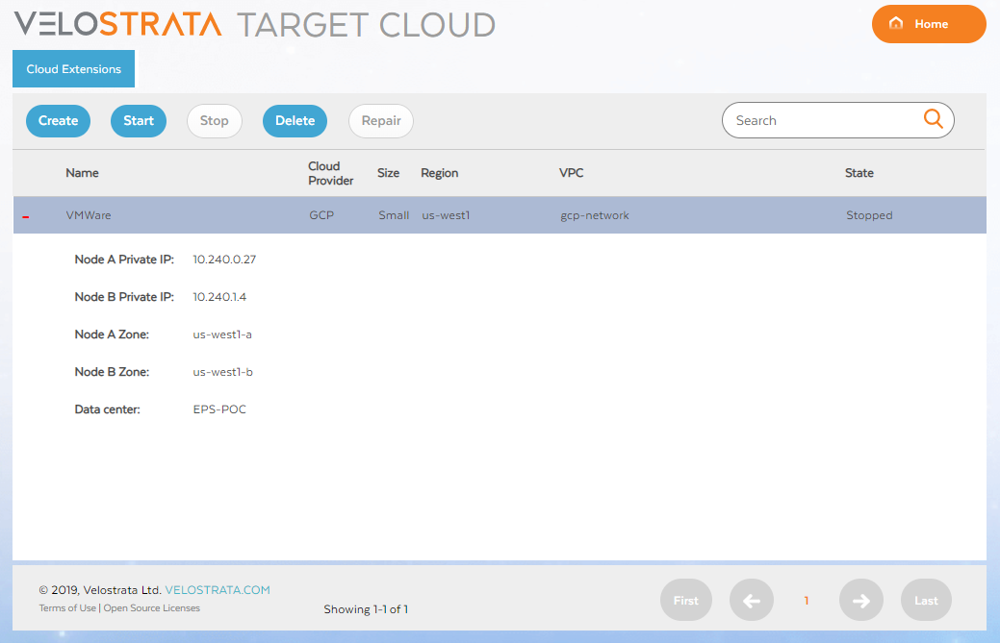 VELOSTRATA TARGET CLOUD
Home
Cloud Extensions
Create Start Stop Delete Repair Search
Name Cloud Provider Size Region VPC State
VMWare GCP Small us-west1 gcp-network Stopped
Node A Private IP: 10.240.0.27
Node B Private IP: 10.240.1.4
Node A Zone: us-west1-a
Node B Zone: us-west1-b
Data center: EPS-POC
© 2019, Velostrata Ltd. VELOSTRATA.COM
Terms of Use | Open Source Licenses
Showing 1-1 of 1
First 1 Last